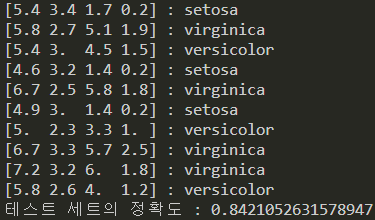 [5.4 3.4 1.7 0.2] : setosa
[5.8 2.7 5.1 1.9] : virginica
[5.4 3.  4.5 1.5] : versicolor
[4.6 3.2 1.4 0.2] : setosa
[6.7 2.5 5.8 1.8] : virginica
[4.9 3.  1.4 0.2] : setosa
[5.  2.3 3.3 1. ] : versicolor
[6.7 3.3 5.7 2.5] : virginica
[7.2 3.2 6.  1.8] : virginica
[5.8 2.6 4.  1.2] : versicolor
테스트 세트의 정확도 : 0.8421052631578947